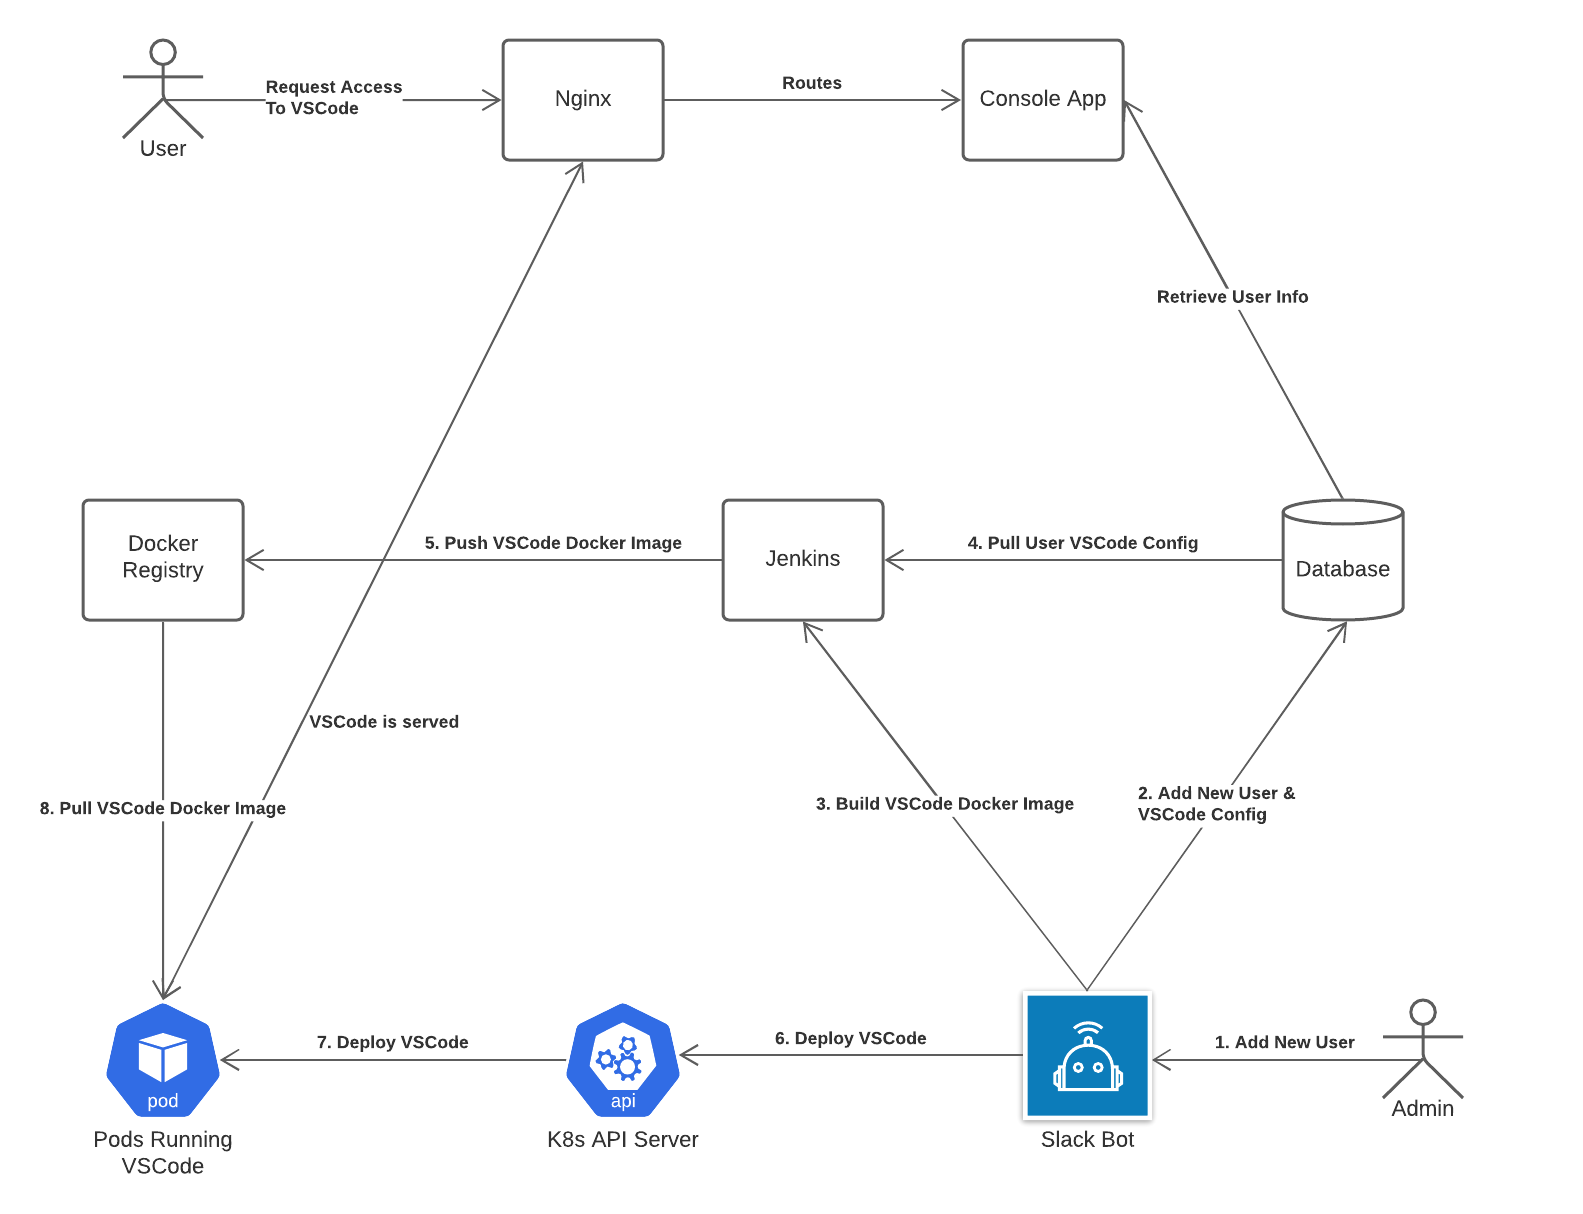 Request Access
To VSCode
User
Nginx
Routes
Console App
Retrieve User Info
Docker
Registry
5. Push VSCode Docker Image
Jenkins
4. Pull User VSCode Config
Database
VSCode is served
8. Pull VSCode Docker Image
3. Build VSCode Docker Image
2. Add New User &
VSCode Config
pod
Pods Running
VSCode
7. Deploy VSCode
api
K8s API Server
6. Deploy VSCode
Slack Bot
1. Add New User
Admin